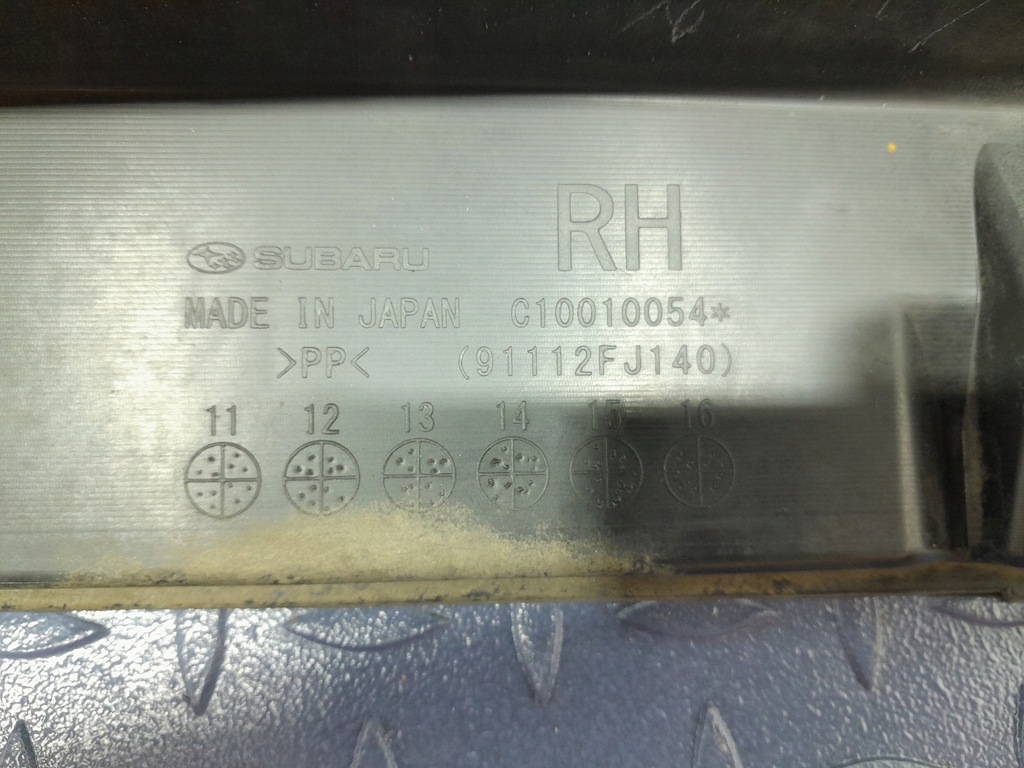 RH
SUBARU
MADE IN JAPAN C10010054*
>PP< (91112FJ140)
11 12 13 14 15 16